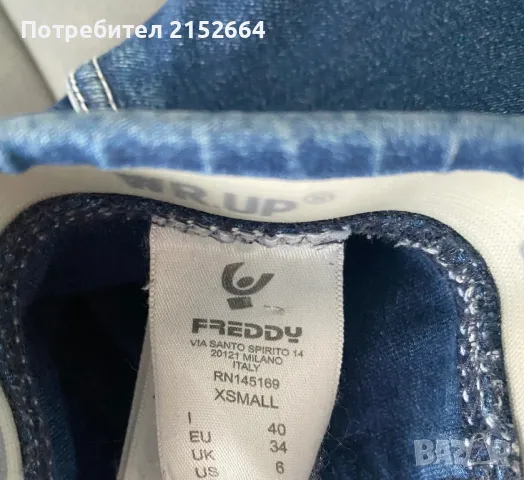 Потребител 2152664
WR.UP®
FREDDY
VIA SANTO SPIRITO 14
20121 MILANO
ITALY
RN145169
XSMALL
I 40
EU 34
UK 8
US 6
BAZAR